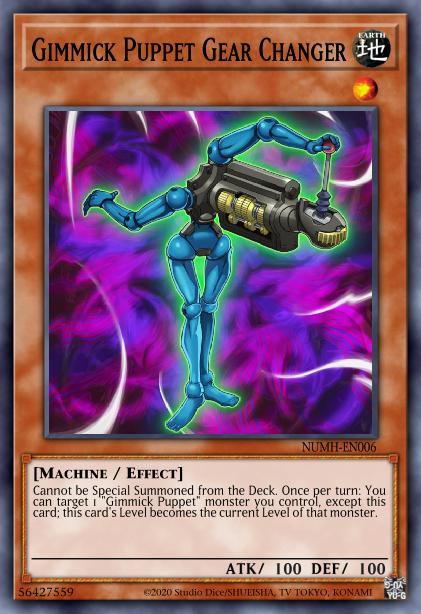 GIMMICK PUPPET GEAR CHANGER
EARTH
地
NUMH-EN006
[MACHINE / EFFECT]
Cannot be Special Summoned from the Deck. Once per turn: You
can target 1 "Gimmick Puppet" monster you control, except this
card; this card's Level becomes the current Level of that monster.
ATK/ 100 DEF/ 100
56427559
©2020 Studio Dice/SHUEISHA, TV TOKYO, KONAMI